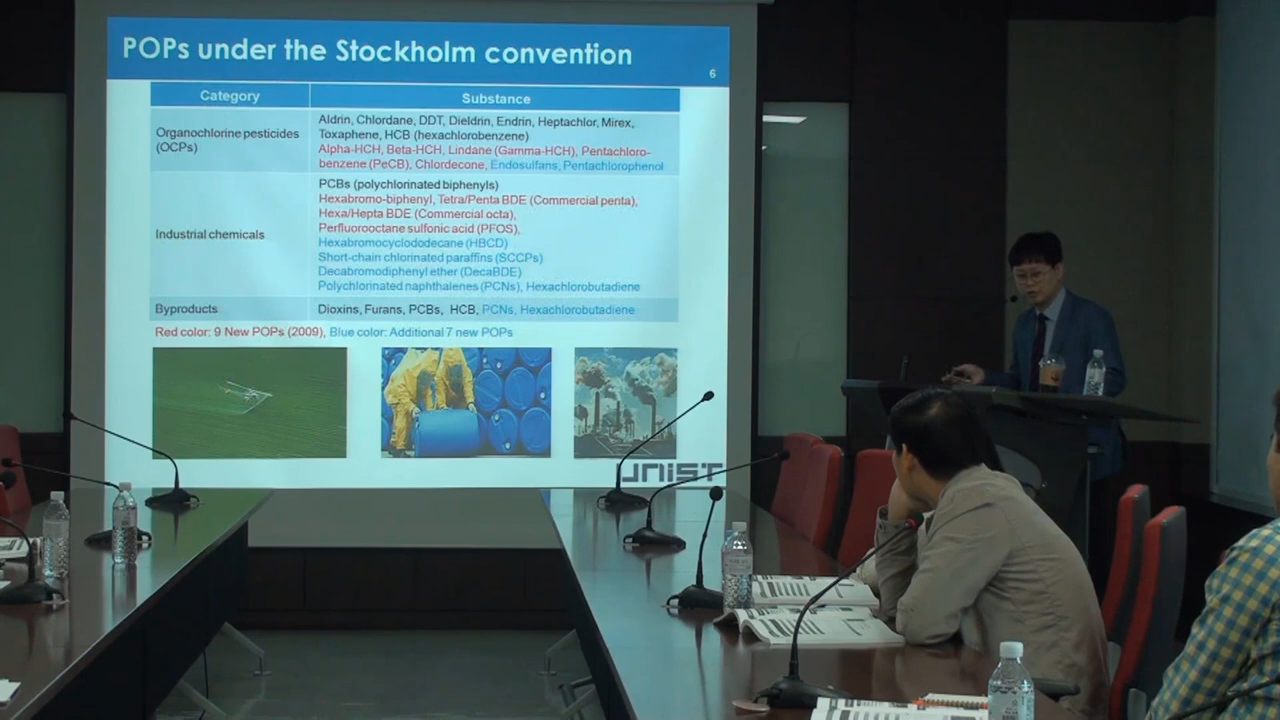 POPs under the Stockholm convention
6
Category
Substance
Organochlorine pesticides
(OCPs)
Aldrin, Chlordane, DDT, Dieldrin, Endrin, Heptachlor, Mirex,
Toxaphene, HCB (hexachlorobenzene)
Alpha-HCH, Beta-HCH, Lindane (Gamma-HCH), Pentachloro-
benzene (PeCB), Chlordecone, Endosulfans, Pentachlorophenol
Industrial chemicals
PCBs (polychlorinated biphenyls)
Hexabromo-biphenyl, Tetra/Penta BDE (Commercial penta),
Hexa/Hepta BDE (Commercial octa),
Perfluorooctane sulfonic acid (PFOS),
Hexabromocyclododecane (HBCD)
Short-chain chlorinated paraffins (SCCPs)
Decabromodiphenyl ether (DecaBDE)
Polychlorinated naphthalenes (PCNs), Hexachlorobutadiene
Byproducts
Dioxins, Furans, PCBs, HCB, PCNs, Hexachlorobutadiene
Red color: 9 New POPs (2009), Blue color: Additional 7 new POPs
UNIST